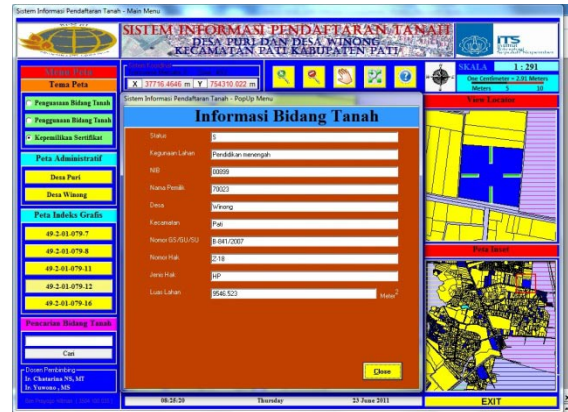 Sistem Informasi Pendaftaran Tanah - Main Menu
SISTEM INFORMASI PENDAFTARAN TANAH
DESA PURI DAN DESA WINONG
KECAMATAN PATI KABUPATEN PATI
ITS
Menu Peta
Tema Peta
Penguasaan Bidang Tanah
Penggunaan Bidang Tanah
Kepemilikan Sertifikat
Peta Administratif
Desa Puri
Desa Winong
Peta Indeks Grafis
49-2-01-079-7
49-2-01-079-8
49-2-01-079-11
49-2-01-079-12
49-2-01-079-16
Pencarian Bidang Tanah
Cari
Dosen Pembimbing
Ir. Chatarina NS, MT
Ir. Yuwono , MS
X 37716.4646 m Y 754310.022 m
SKALA 1 : 291
One Centimeter = 2.91 Meters
Meters 5 10
Sistem Informasi Pendaftaran Tanah - PopUp Menu
Informasi Bidang Tanah
Status S
Kegunaan Lahan Pendidikan menengah
NIB 00099
Nama Pemilik 70023
Desa Winong
Kecamatan Pati
Nomor GS/GU/SU B-841/2007
Nomor Hak Z-18
Jenis Hak HP
Luas Lahan 9546.523 Meter2
Close
View Locator
Peta Inset
08:25:20 Thursday 23 June 2011
EXIT